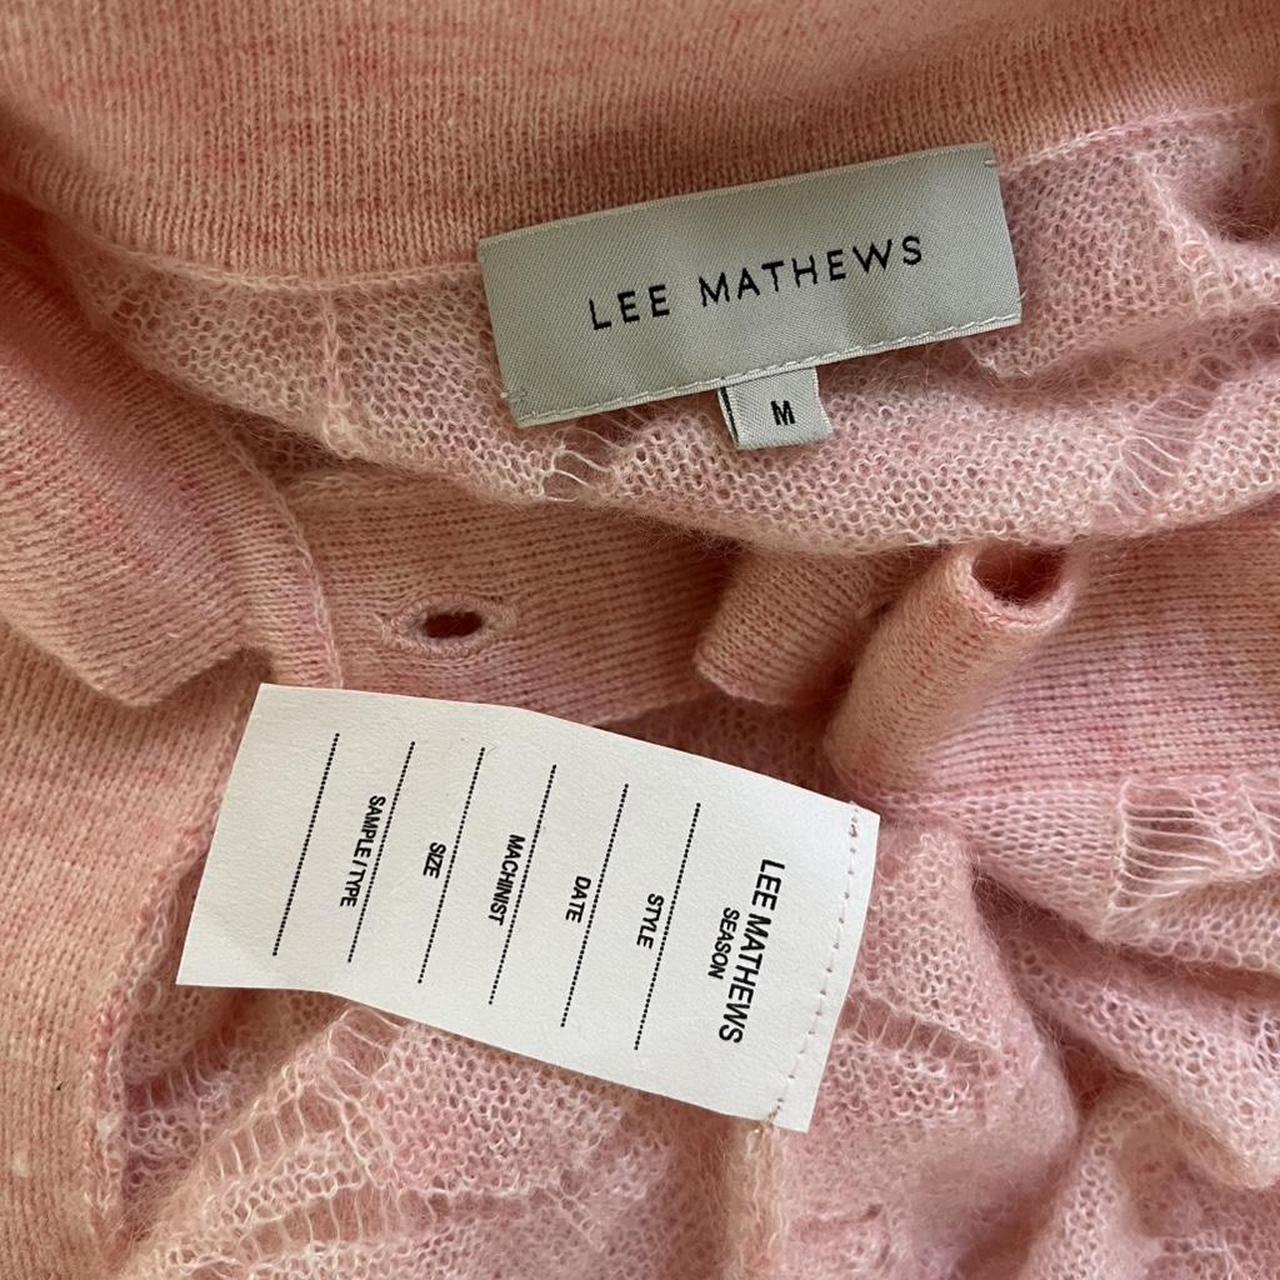 LEE MATHEWS
M
LEE MATHEWS
SEASON
STYLE
DATE
MACHINIST
SIZE
SAMPLE / TYPE